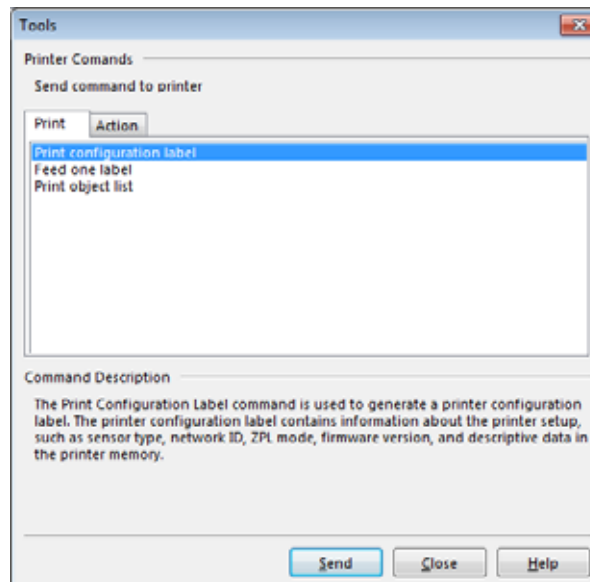 Tools
Printer Comands
Send command to printer
Print
Action
Print configuration label
Feed one label
Print object list
Command Description
The Print Configuration Label command is used to generate a printer configuration
label. The printer configuration label contains information about the printer setup,
such as sensor type, network ID, ZPL mode, firmware version, and descriptive data in
the printer memory.
Send
Close
Help